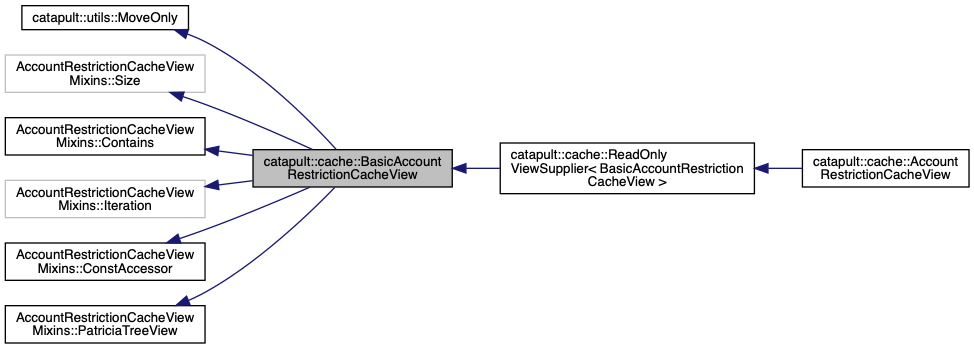 catapult::utils::MoveOnly
AccountRestrictionCacheView
Mixins::Size
AccountRestrictionCacheView
Mixins::Contains
AccountRestrictionCacheView
Mixins::Iteration
AccountRestrictionCacheView
Mixins::ConstAccessor
AccountRestrictionCacheView
Mixins::PatriciaTreeView
catapult::cache::BasicAccount
RestrictionCacheView
catapult::cache::ReadOnly
ViewSupplier< BasicAccountRestriction
CacheView >
catapult::cache::Account
RestrictionCacheView